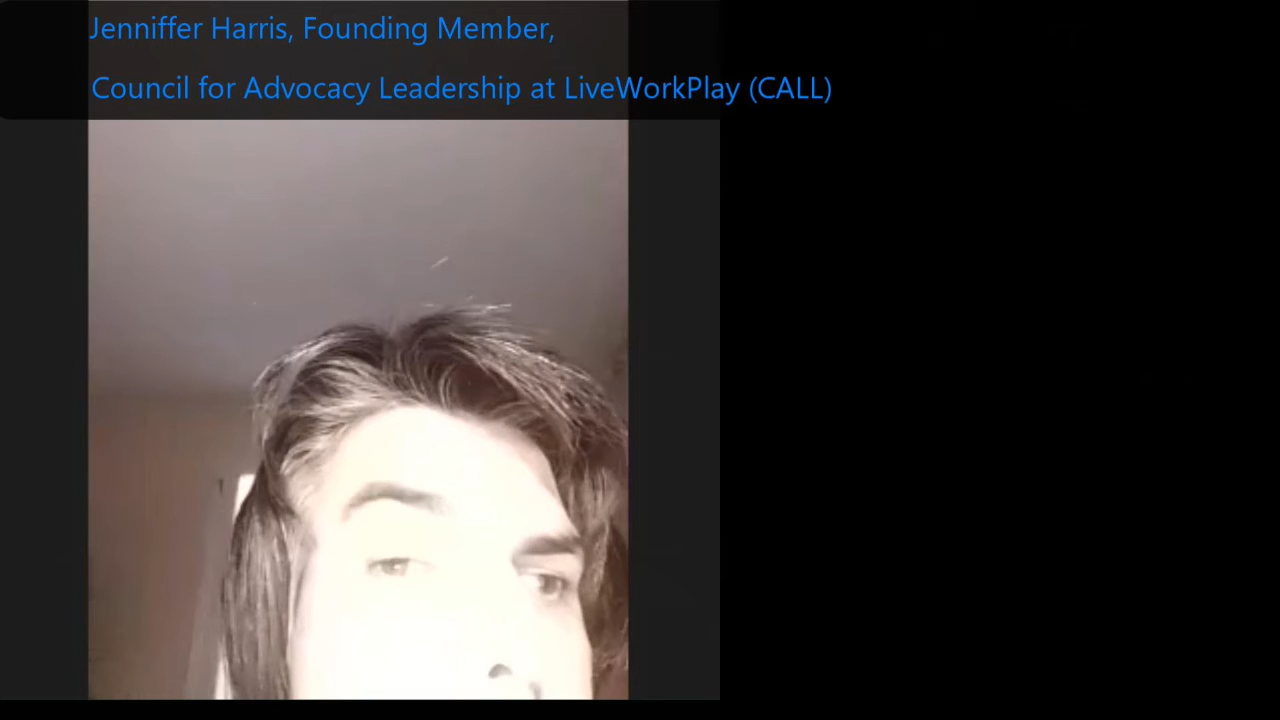 Jenniffer Harris, Founding Member,
Council for Advocacy Leadership at LiveWorkPlay (CALL)